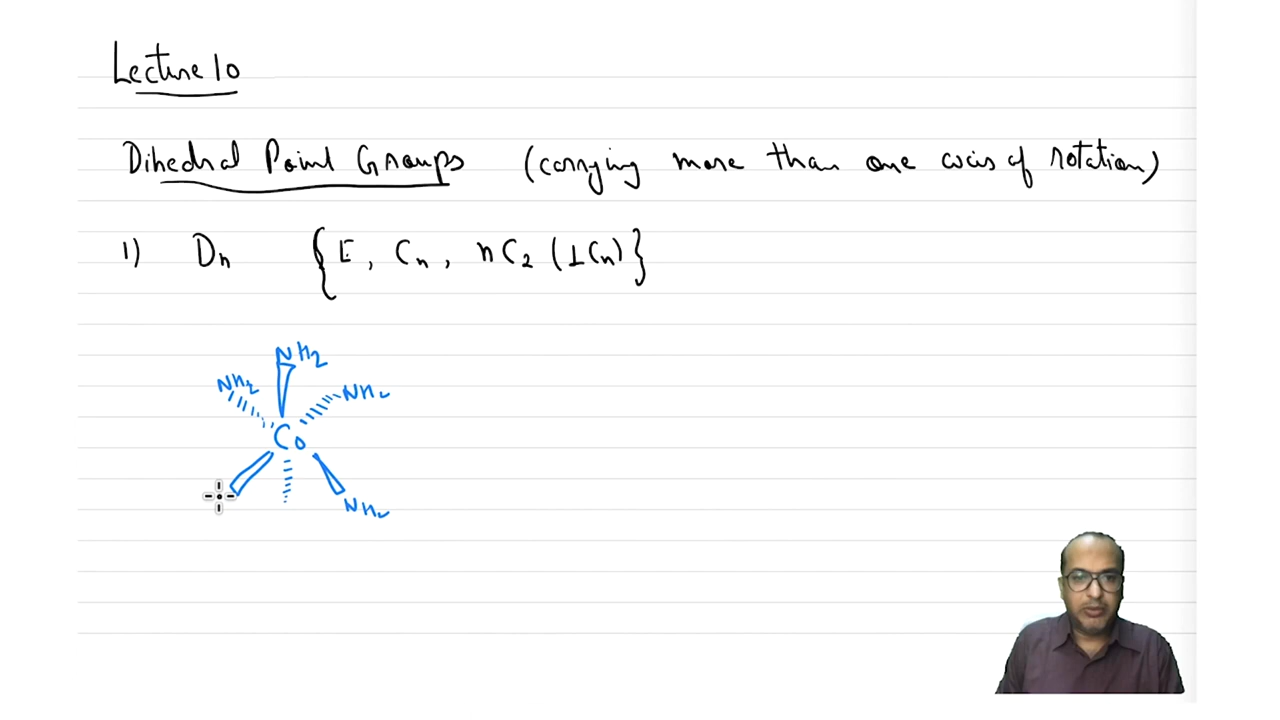 Lecture 10
Dihedral Point Groups (carrying more than one axis of rotation)
1) Dn {E, Cn, nC2 (⊥Cn)}
NH2
NH2 NH2
Co
NH2